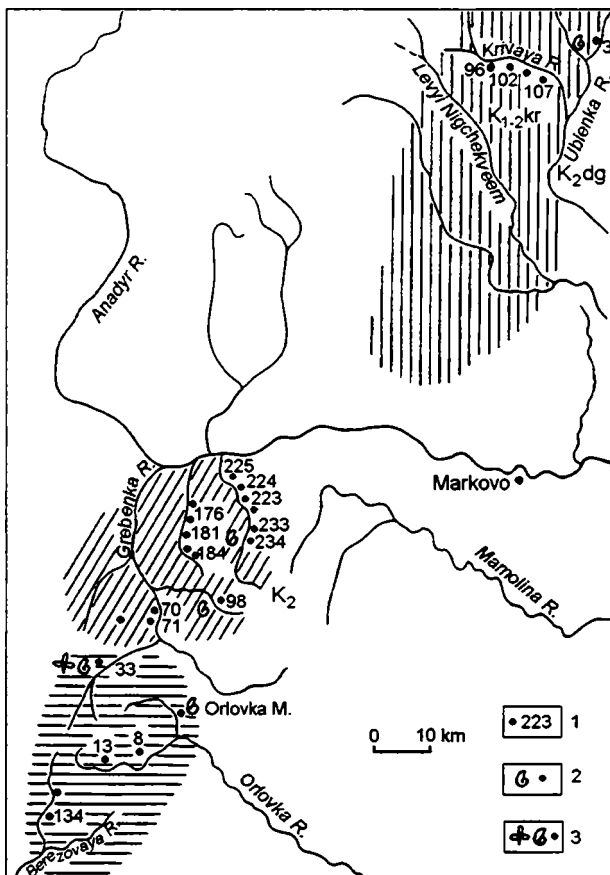 3
Krivaya R.
96 102 107
Levyi Nigchekveem
K₁₋₂kr
Ublenka R.
K₂dg
Anadyr R.
Grebenka R.
225
224
223
176
233
181
234
184
Markovo
Mamolina R.
K₂
98
70
71
33
Orlovka M.
13 8
0 10 km
134
Berezovaya R.
Orlovka R.
223 1
2
3